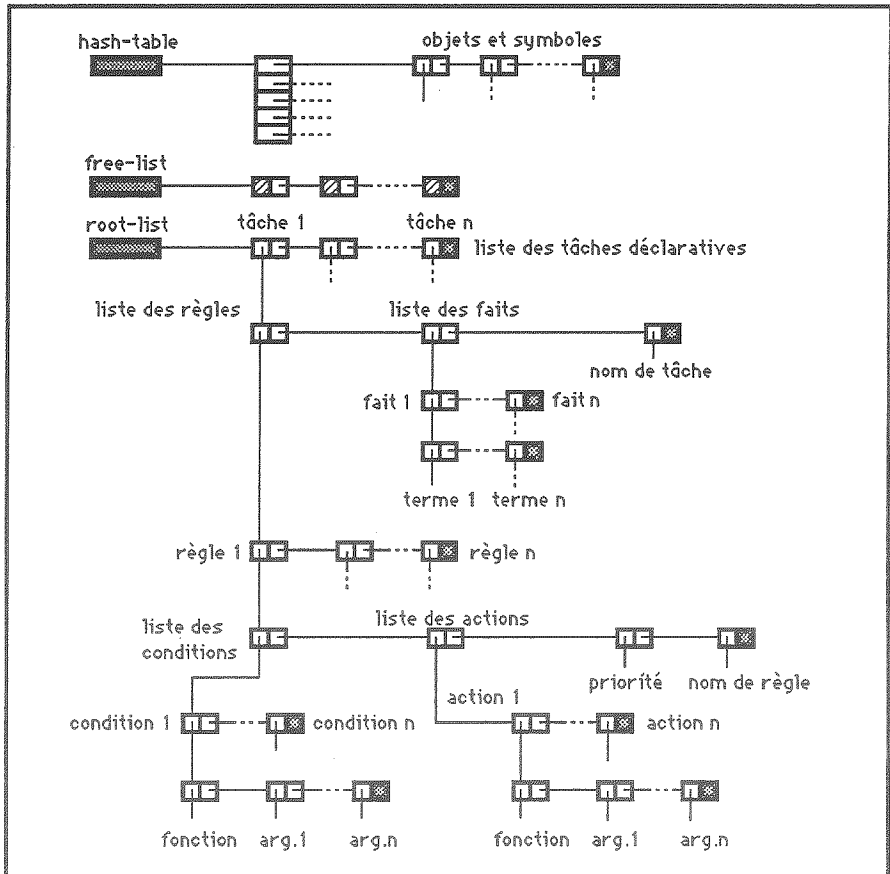 hash-table
objets et symboles
free-list
root-list
tâche 1
tâche n
liste des tâches déclaratives
liste des règles
liste des faits
nom de tâche
fait 1
fait n
terme 1
terme n
règle 1
règle n
liste des
conditions
liste des actions
priorité
nom de règle
action 1
condition 1
condition n
action n
fonction
arg.1
arg.n
fonction
arg.1
arg.n